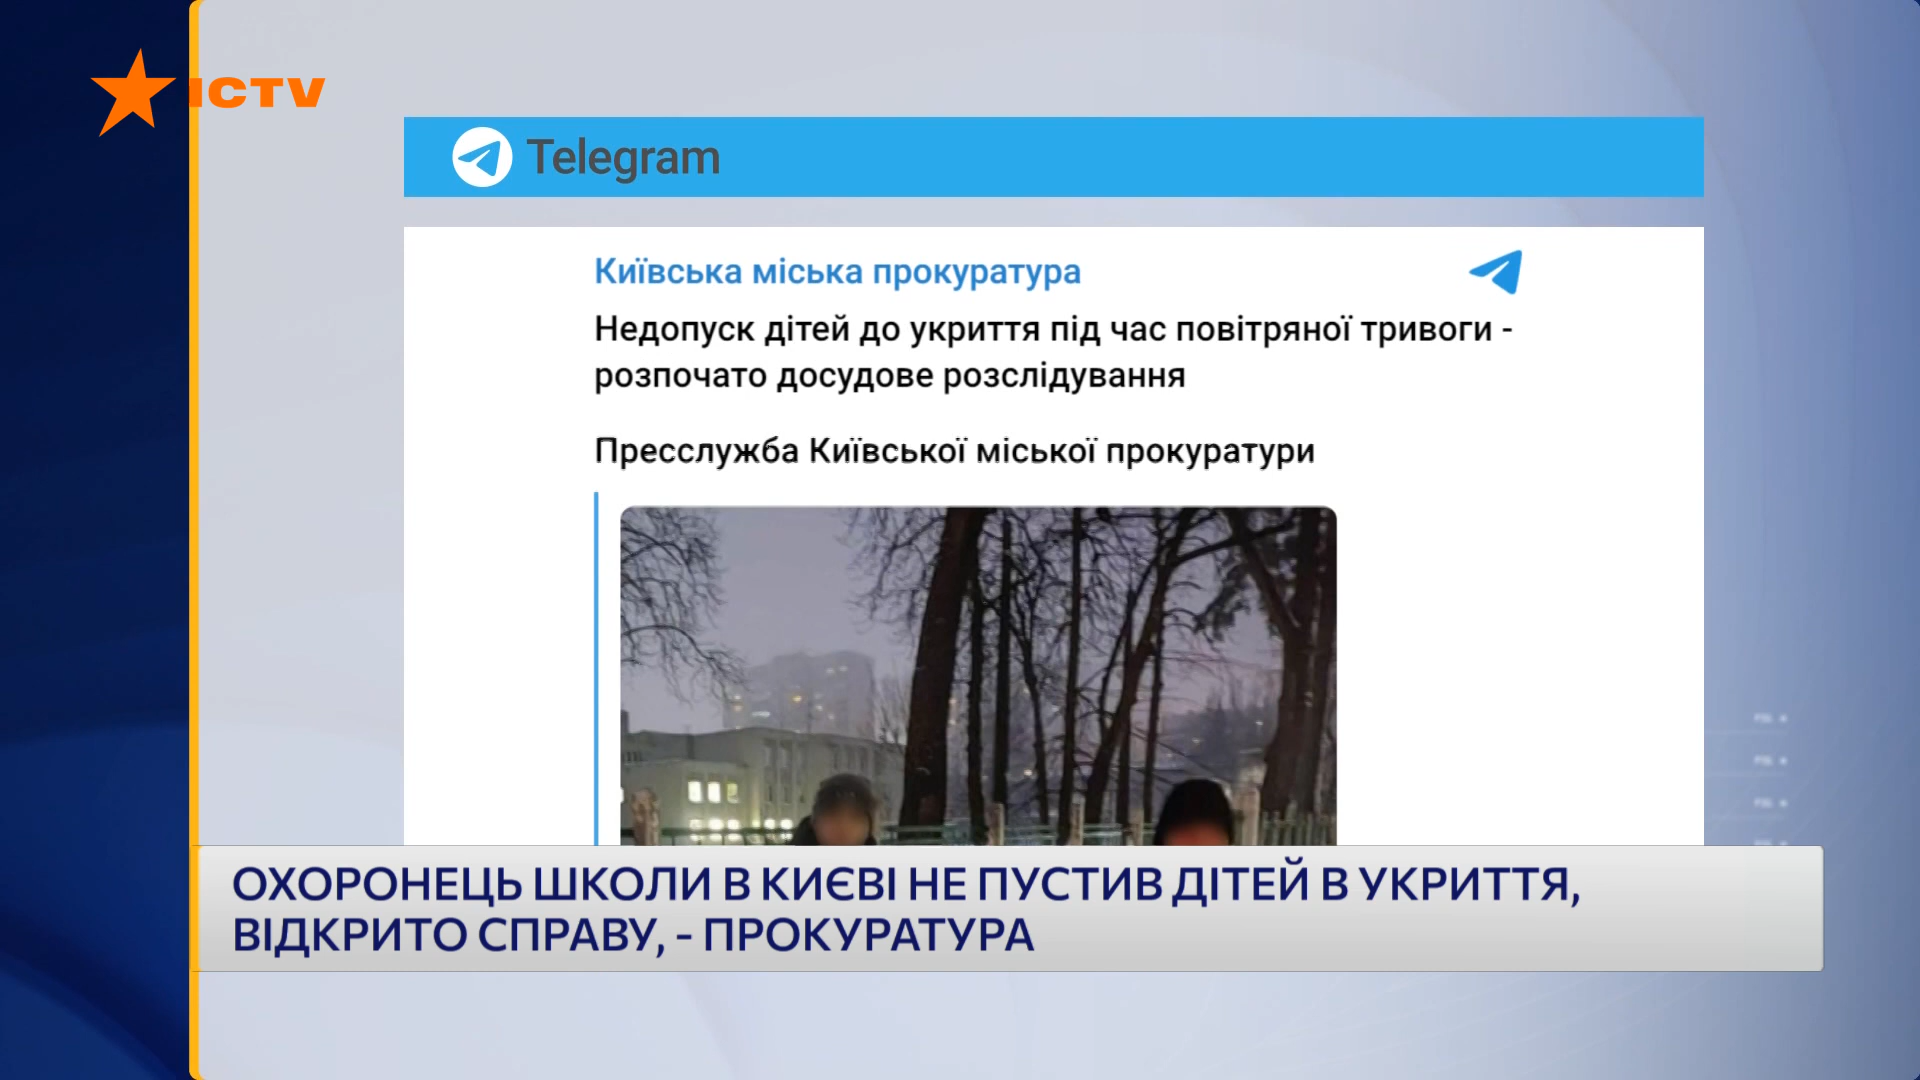 ICTV
Telegram
Київська міська прокуратура
Недопуск дітей до укриття під час повітряної тривоги -
розпочато досудове розслідування
Пресслужба Київської міської прокуратури
ОХОРОНЕЦЬ ШКОЛИ В КИЄВІ НЕ ПУСТИВ ДІТЕЙ В УКРИТТЯ,
ВІДКРИТО СПРАВУ, - ПРОКУРАТУРА